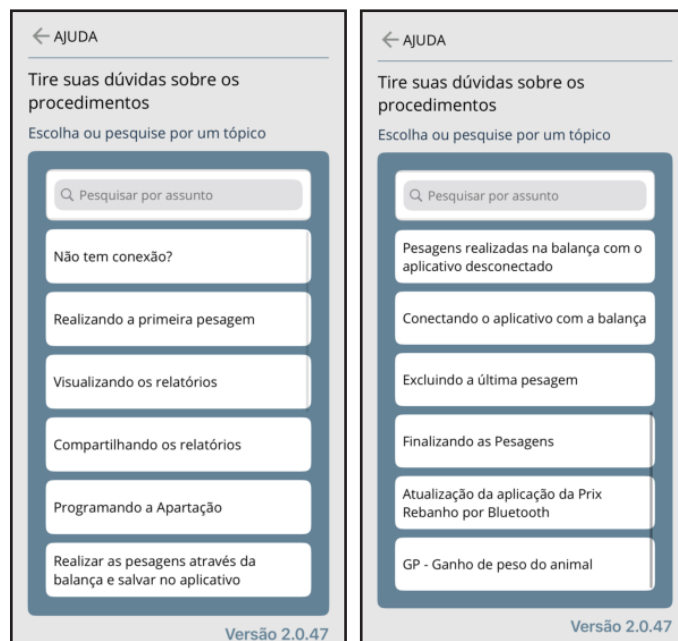 AJUDA
Tire suas dúvidas sobre os
procedimentos
Escolha ou pesquise por um tópico
Pesquisar por assunto
Não tem conexão?
Realizando a primeira pesagem
Visualizando os relatórios
Compartilhando os relatórios
Programando a Apartação
Realizar as pesagens através da
balança e salvar no aplicativo
Versão 2.0.47
AJUDA
Tire suas dúvidas sobre os
procedimentos
Escolha ou pesquise por um tópico
Pesquisar por assunto
Pesagens realizadas na balança com o
aplicativo desconectado
Conectando o aplicativo com a balança
Excluindo a última pesagem
Finalizando as Pesagens
Atualização da aplicação da Prix
Rebanho por Bluetooth
GP - Ganho de peso do animal
Versão 2.0.47